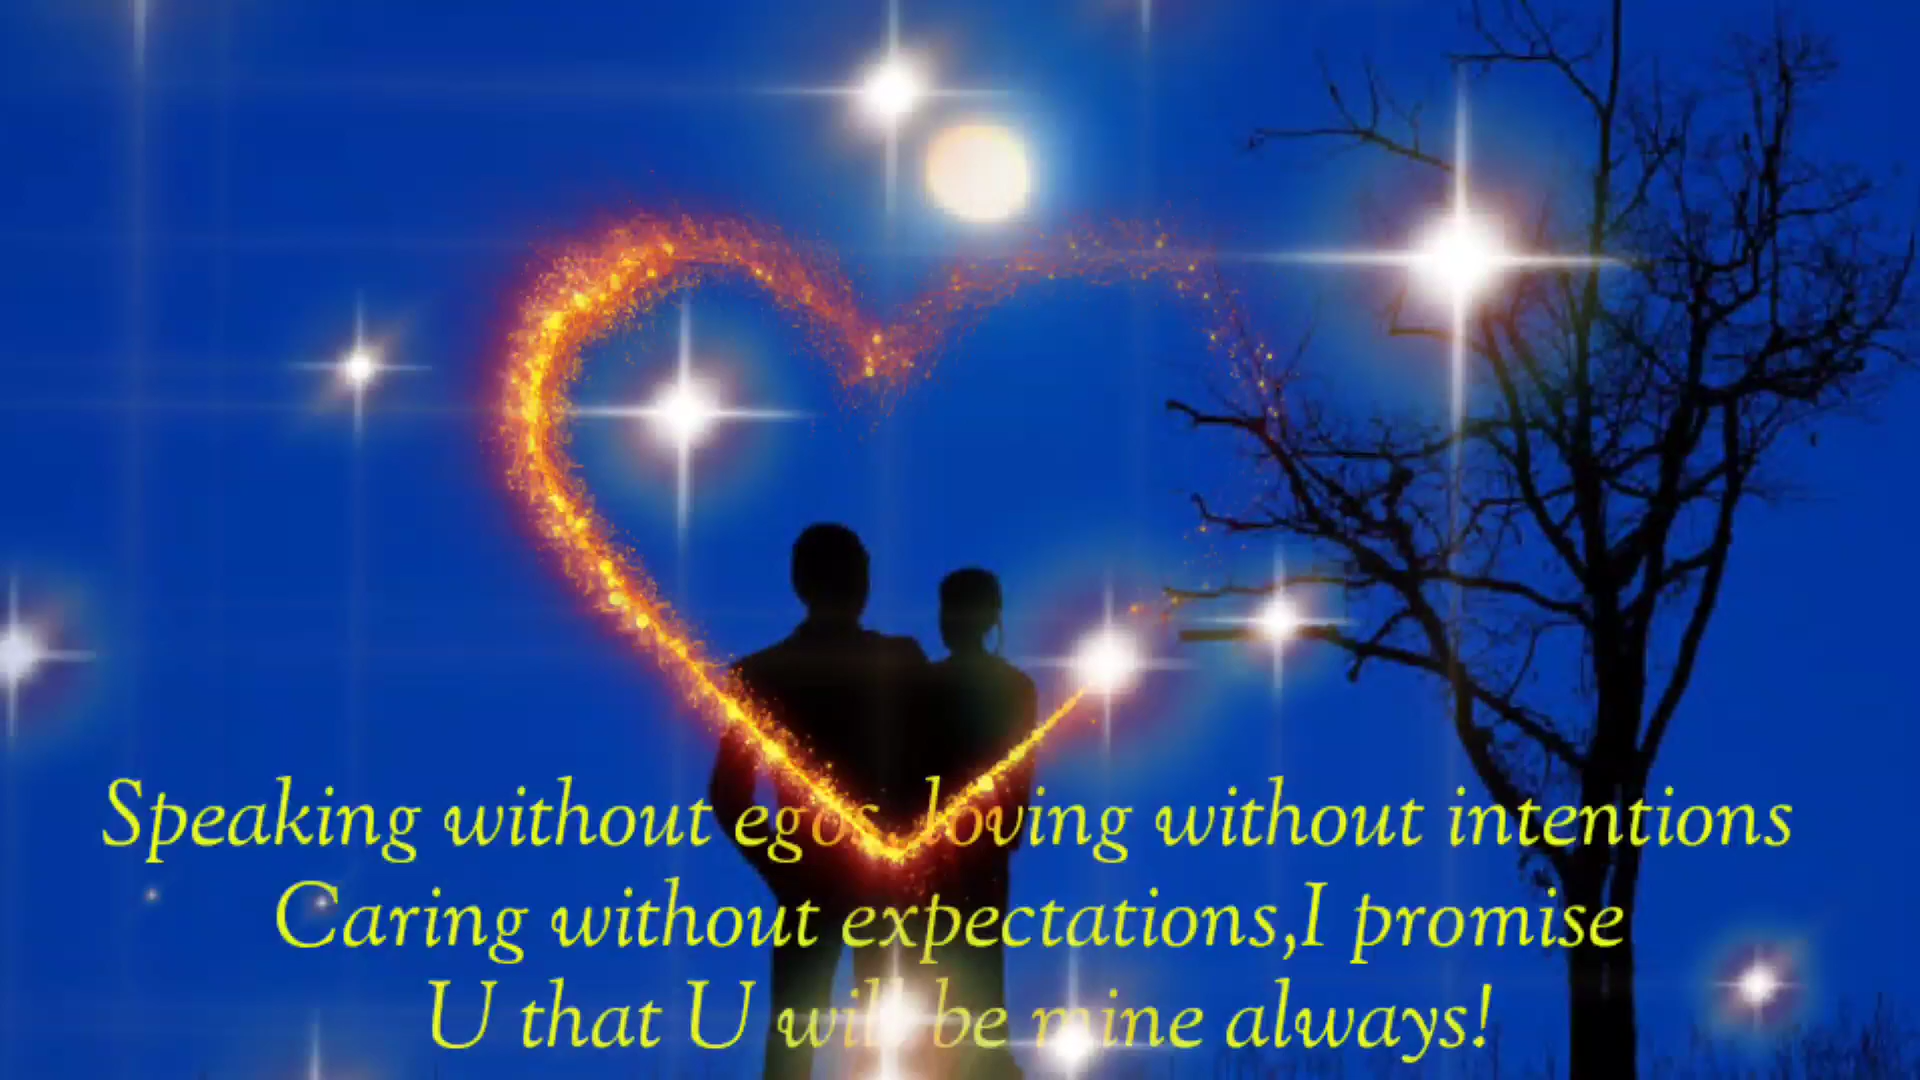 Speaking without egos, loving without intentions
Caring without expectations,I promise
U that U will be mine always!